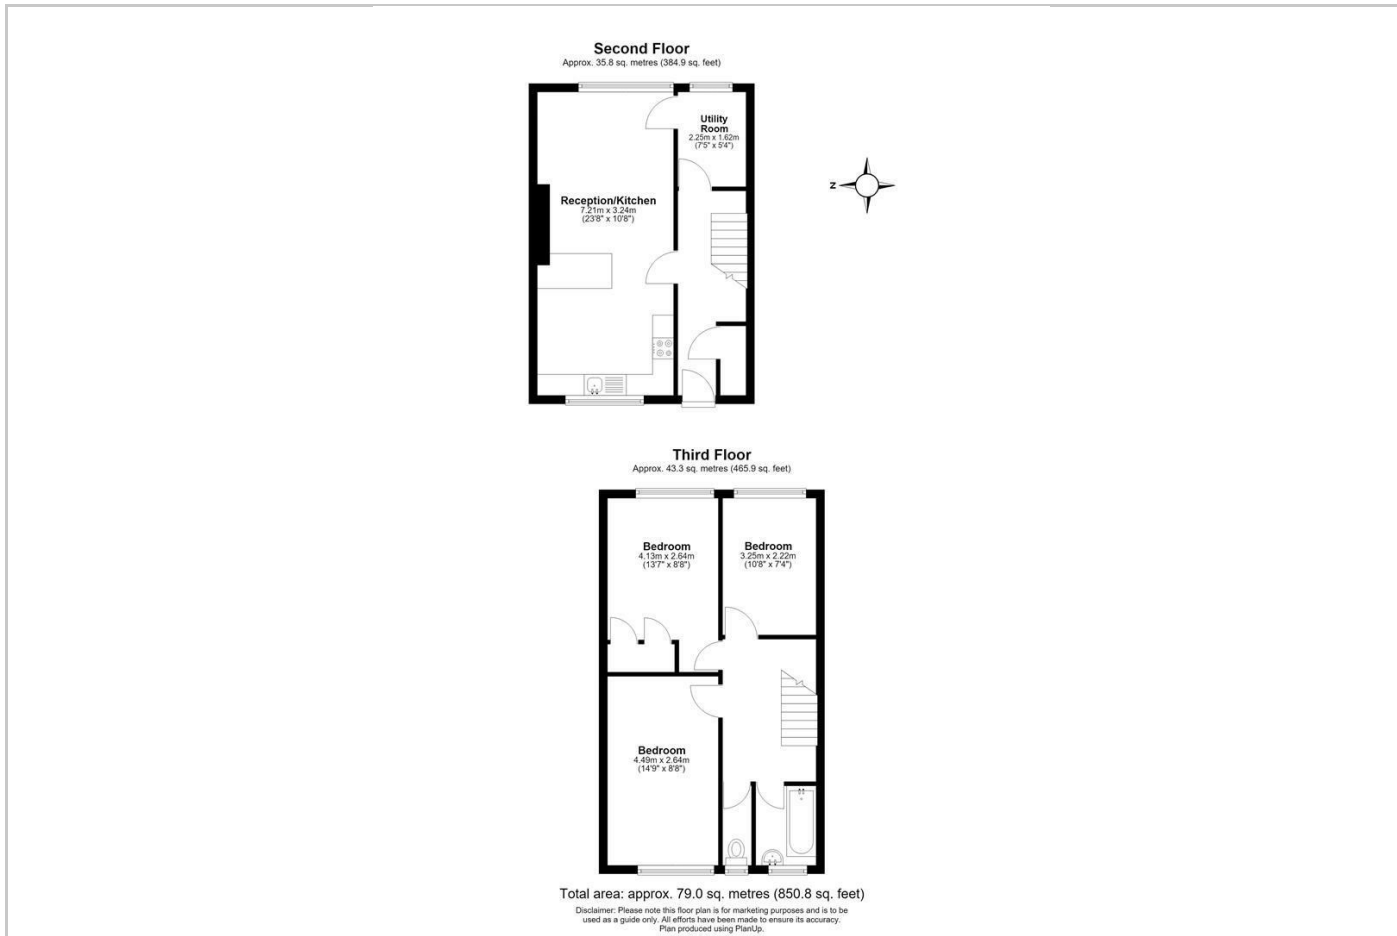 Second Floor
Approx. 35.8 sq. metres (384.9 sq. feet)
Utility
Room
2.25m x 1.62m
(7'5" x 5'4")
Reception/Kitchen
7.21m x 3.24m
(23'8" x 10'8")
N
Third Floor
Approx. 43.3 sq. metres (465.9 sq. feet)
Bedroom
4.13m x 2.64m
(13'7" x 8'8")
Bedroom
3.25m x 2.22m
(10'8" x 7'4")
Bedroom
4.49m x 2.64m
(14'9" x 8'8")
Total area: approx. 79.0 sq. metres (850.8 sq. feet)
Disclaimer: Please note this floor plan is for marketing purposes and is to be
used as a guide only. All efforts have been made to ensure its accuracy.
Plan produced using PlanUp.